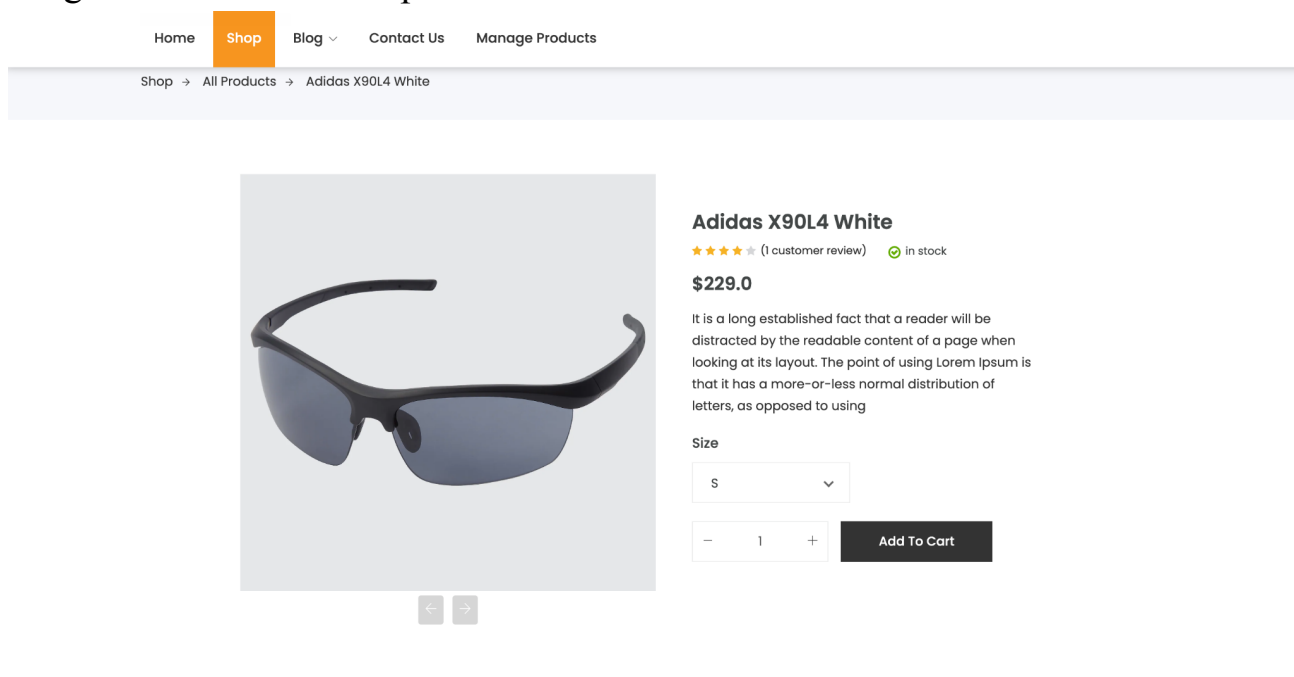 Home Shop Blog Contact Us Manage Products
Shop → All Products → Adidas X90L4 White
Adidas X90L4 White
(1 customer review) in stock
$229.0
It is a long established fact that a reader will be
distracted by the readable content of a page when
looking at its layout. The point of using Lorem Ipsum is
that it has a more-or-less normal distribution of
letters, as opposed to using
Size
S
− 1 + Add To Cart
← →